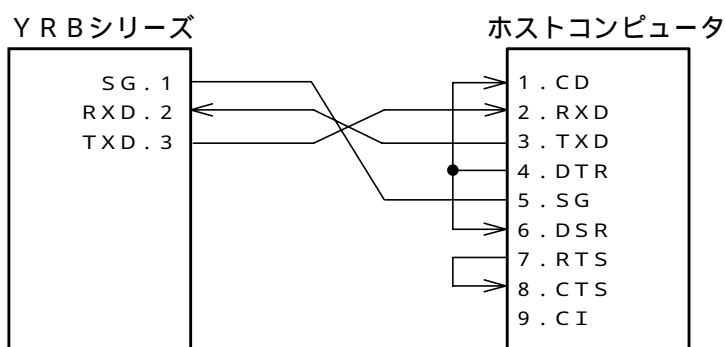 YRBシリーズ
SG.1
RXD.2
TXD.3
ホストコンピュータ
1.CD
2.RXD
3.TXD
4.DTR
5.SG
6.DSR
7.RTS
8.CTS
9.CI